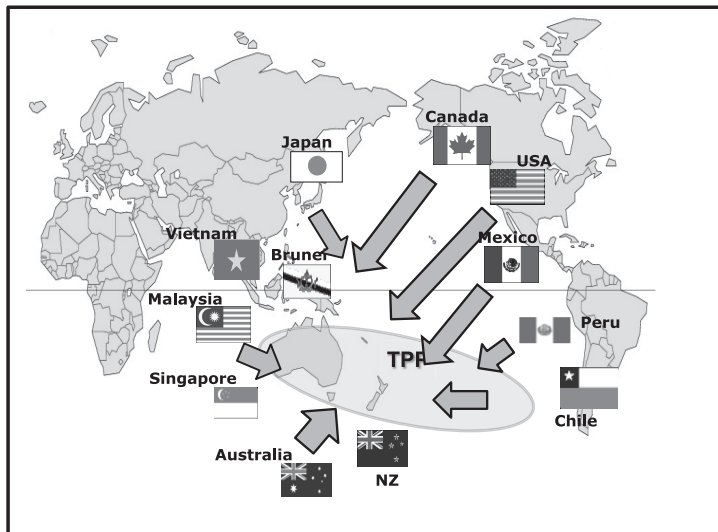 Canada
Japan
USA
Vietnam
Brunei
Mexico
Malaysia
Peru
TPP
Singapore
Chile
Australia
NZ